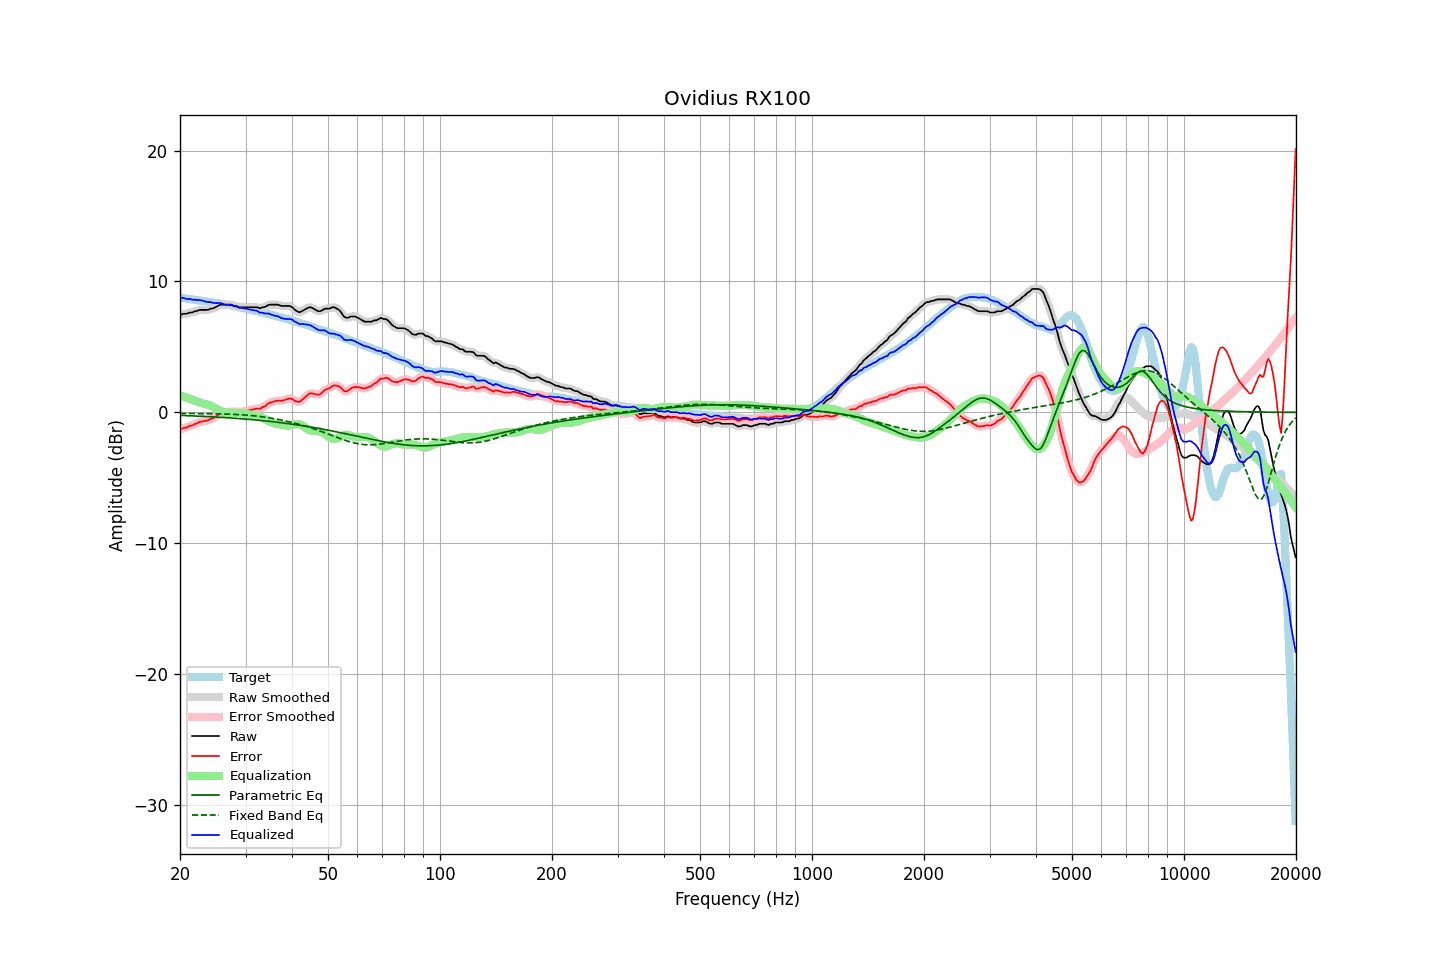 Ovidius RX100
20
10
0
−10
−20
−30
Amplitude (dBr)
Target
Raw Smoothed
Error Smoothed
Raw
Error
Equalization
Parametric Eq
Fixed Band Eq
Equalized
20 50 100 200 500 1000 2000 5000 10000 20000
Frequency (Hz)